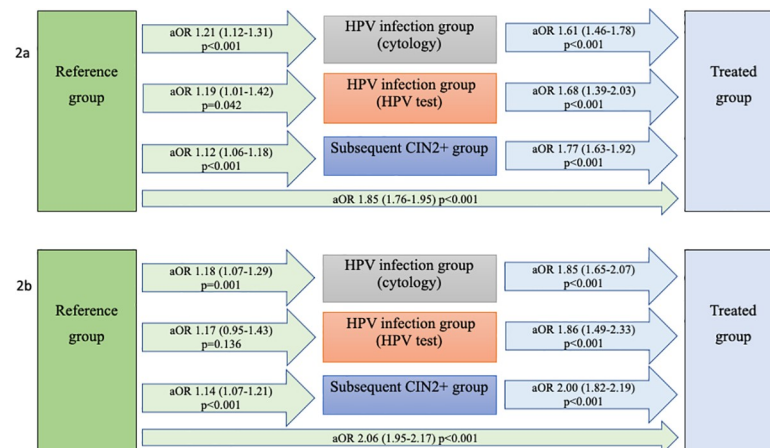 2a
Reference
group
aOR 1.21 (1.12-1.31)
p<0.001
aOR 1.19 (1.01-1.42)
p=0.042
aOR 1.12 (1.06-1.18)
p<0.001
HPV infection group
(cytology)
HPV infection group
(HPV test)
Subsequent CIN2+ group
aOR 1.61 (1.46-1.78)
p<0.001
aOR 1.68 (1.39-2.03)
p<0.001
aOR 1.77 (1.63-1.92)
p<0.001
Treated
group
aOR 1.85 (1.76-1.95) p<0.001
2b
Reference
group
aOR 1.18 (1.07-1.29)
p=0.001
aOR 1.17 (0.95-1.43)
p=0.136
aOR 1.14 (1.07-1.21)
p<0.001
HPV infection group
(cytology)
HPV infection group
(HPV test)
Subsequent CIN2+ group
aOR 1.85 (1.65-2.07)
p<0.001
aOR 1.86 (1.49-2.33)
p<0.001
aOR 2.00 (1.82-2.19)
p<0.001
Treated
group
aOR 2.06 (1.95-2.17) p<0.001